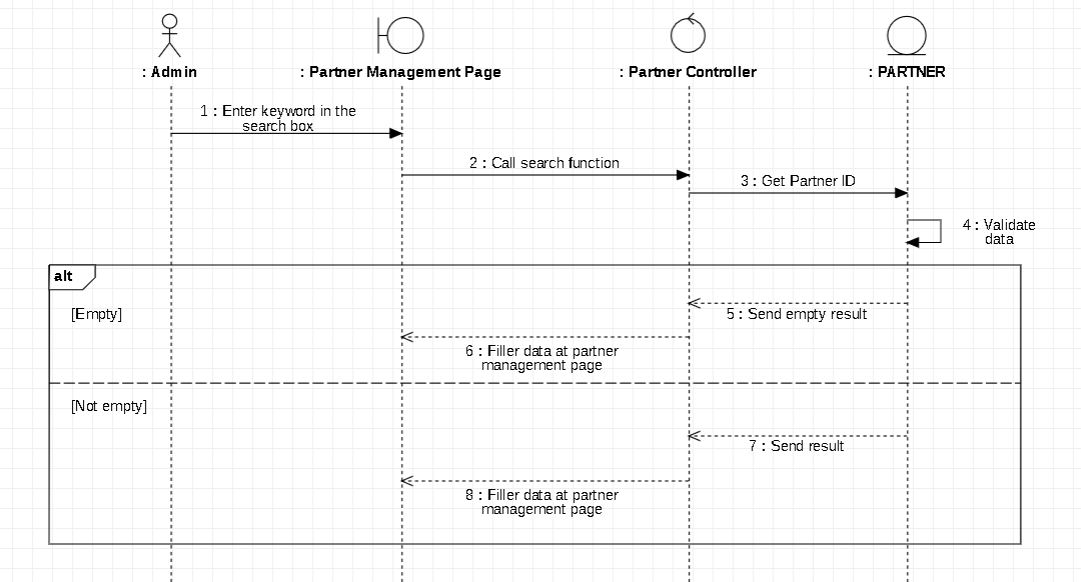 : Admin
: Partner Management Page
: Partner Controller
: PARTNER
1 : Enter keyword in the
search box
2 : Call search function
3 : Get Partner ID
4 : Validate
data
alt
[Empty]
5 : Send empty result
6 : Filler data at partner
management page
[Not empty]
7 : Send result
8 : Filler data at partner
management page